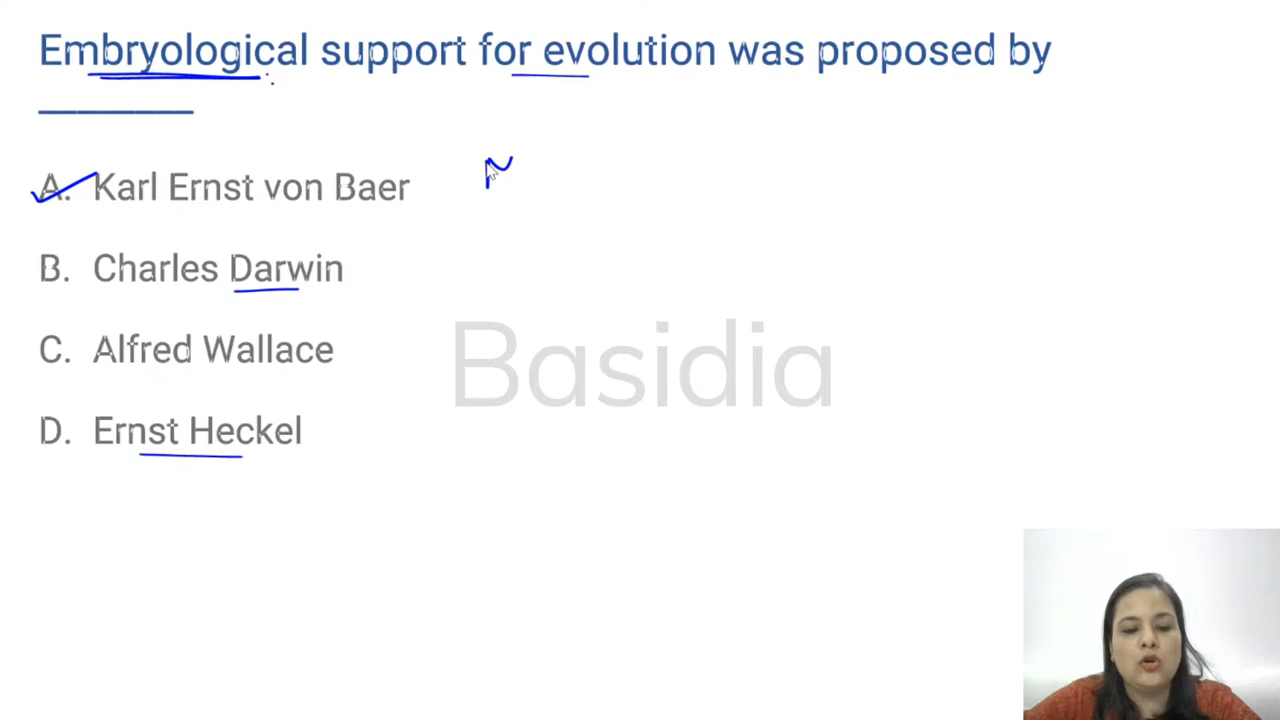 Embryological support for evolution was proposed by
________
A. Karl Ernst von Baer
B. Charles Darwin
C. Alfred Wallace
D. Ernst Heckel
Basidia